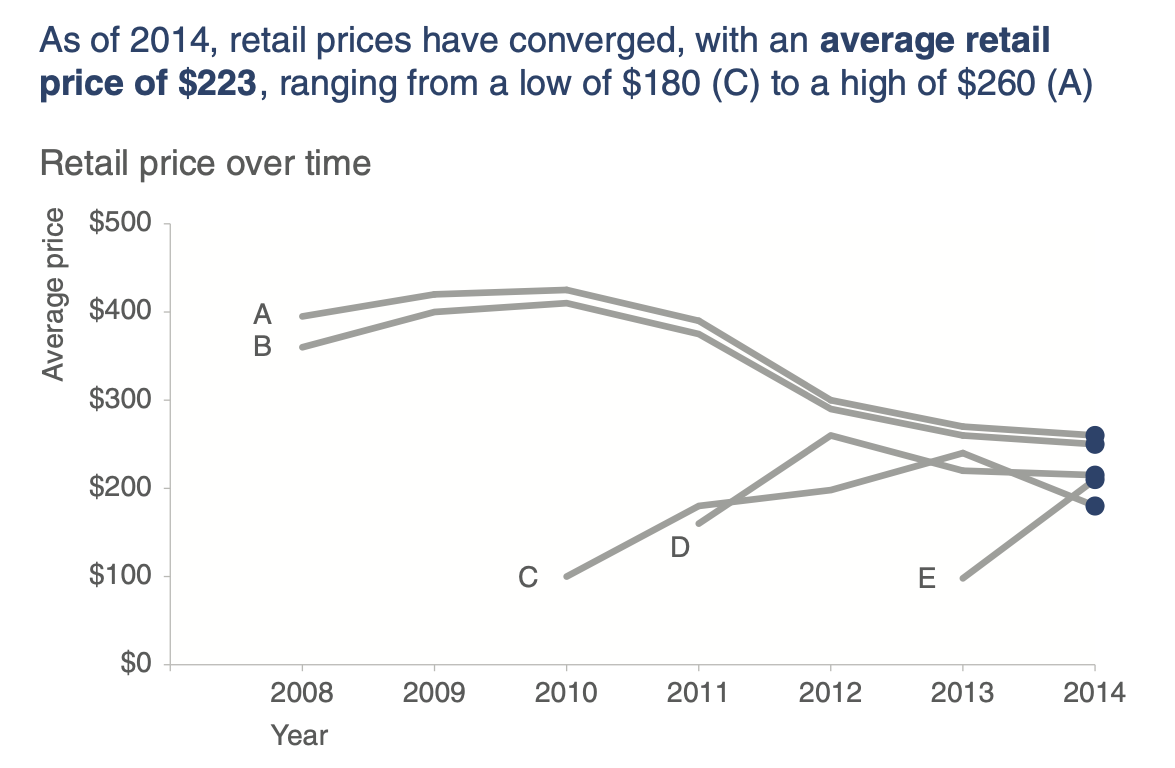 As of 2014, retail prices have converged, with an average retail
price of $223, ranging from a low of $180 (C) to a high of $260 (A)
Retail price over time
Average price
$500
$400
$300
$200
$100
$0
A
B
C
D
E
2008 2009 2010 2011 2012 2013 2014
Year